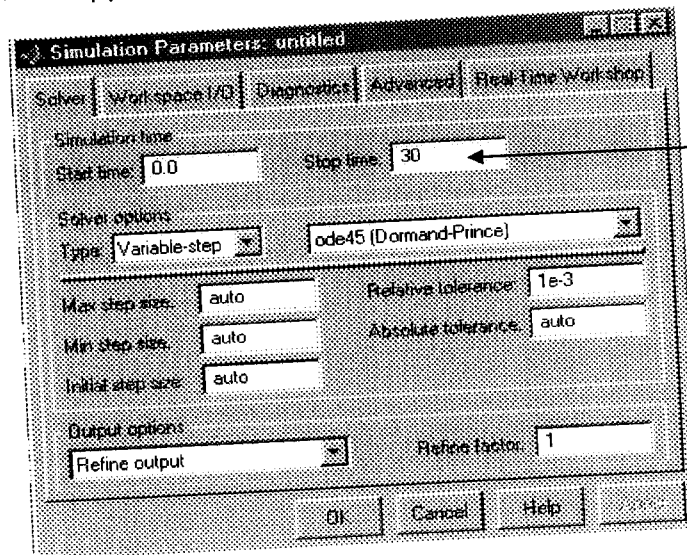 Simulation Parameters: untitled
Solver Workspace I/O Diagnostics Advanced Real-Time Workshop
Simulation time
Start time: 0.0 Stop time: 30
Solver options
Type: Variable-step ode45 (Dormand-Prince)
Max step size: auto Relative tolerance: 1e-3
Min step size: auto Absolute tolerance: auto
Initial step size: auto
Output options
Refine output Refine factor: 1
Cancel Help